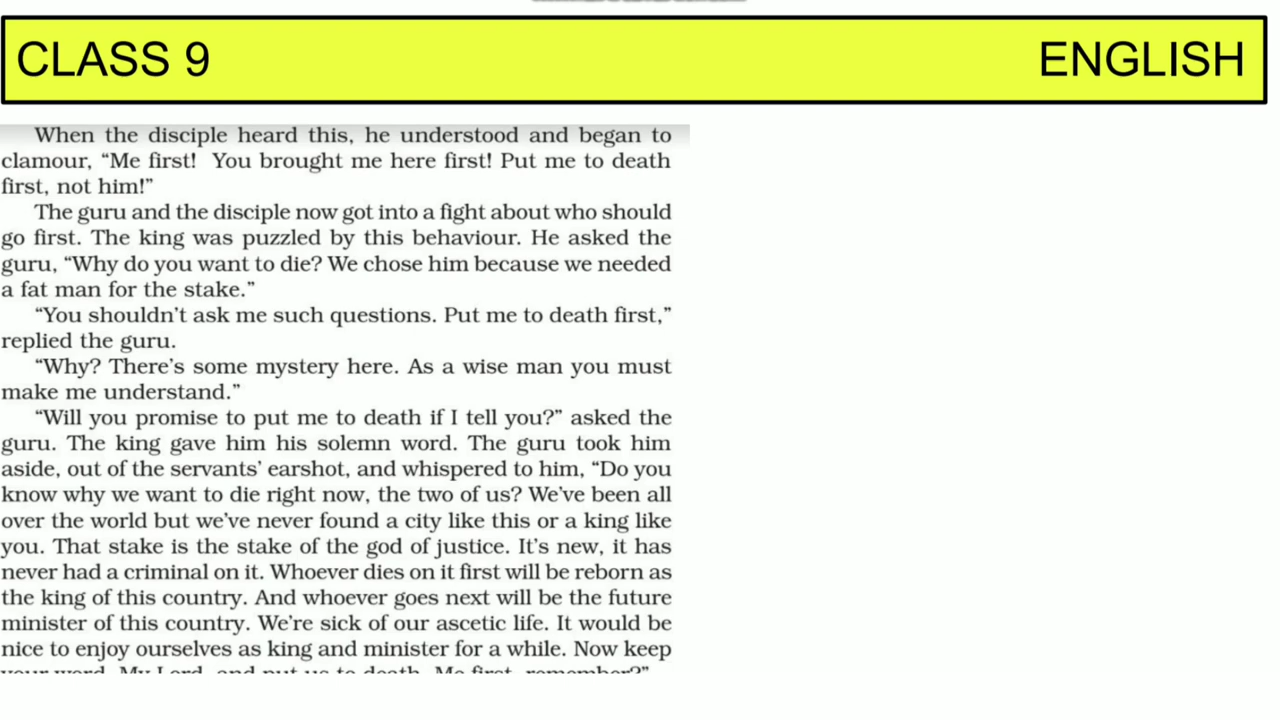 CLASS 9 ENGLISH
When the disciple heard this, he understood and began to
clamour, “Me first! You brought me here first! Put me to death
first, not him!”
The guru and the disciple now got into a fight about who should
go first. The king was puzzled by this behaviour. He asked the
guru, “Why do you want to die? We chose him because we needed
a fat man for the stake.”
“You shouldn’t ask me such questions. Put me to death first,”
replied the guru.
“Why? There’s some mystery here. As a wise man you must
make me understand.”
“Will you promise to put me to death if I tell you?” asked the
guru. The king gave him his solemn word. The guru took him
aside, out of the servants’ earshot, and whispered to him, “Do you
know why we want to die right now, the two of us? We’ve been all
over the world but we’ve never found a city like this or a king like
you. That stake is the stake of the god of justice. It’s new, it has
never had a criminal on it. Whoever dies on it first will be reborn as
the king of this country. And whoever goes next will be the future
minister of this country. We’re sick of our ascetic life. It would be
nice to enjoy ourselves as king and minister for a while. Now keep
your word, My Lord, and put us to death. Me first, remember?”